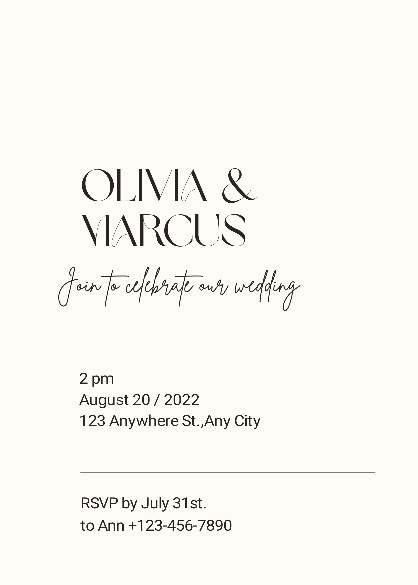 OLIVIA &
MARCUS
Join to celebrate our wedding
2 pm
August 20 / 2022
123 Anywhere St.,Any City
RSVP by July 31st.
to Ann +123-456-7890